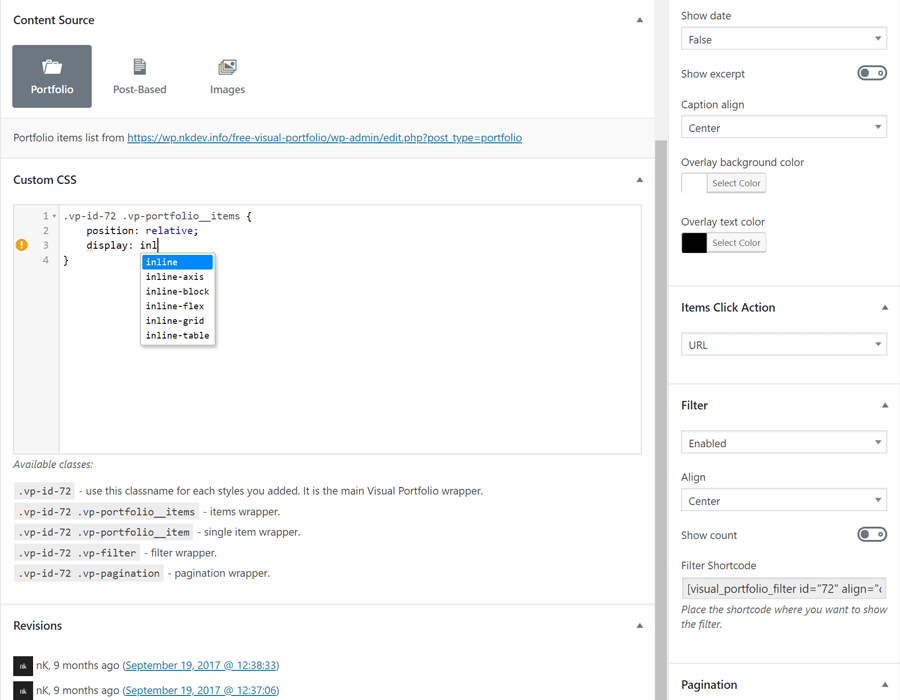 Content Source
Portfolio
Post-Based
Images
Portfolio items list from https://wp.nkdev.info/free-visual-portfolio/wp-admin/edit.php?post_type=portfolio
Custom CSS
1 .vp-id-72 .vp-portfolio__items {
2 position: relative;
3 display: inl
4 }
inline
inline-axis
inline-block
inline-flex
inline-grid
inline-table
Available classes:
.vp-id-72 - use this classname for each styles you added. It is the main Visual Portfolio wrapper.
.vp-id-72 .vp-portfolio__items - items wrapper.
.vp-id-72 .vp-portfolio__item - single item wrapper.
.vp-id-72 .vp-filter - filter wrapper.
.vp-id-72 .vp-pagination - pagination wrapper.
Revisions
nK nK, 9 months ago (September 19, 2017 @ 12:38:33)
nK nK, 9 months ago (September 19, 2017 @ 12:37:06)
Show date
False
Show excerpt
Caption align
Center
Overlay background color
Select Color
Overlay text color
Select Color
Items Click Action
URL
Filter
Enabled
Align
Center
Show count
Filter Shortcode
[visual_portfolio_filter id="72" align="c
Place the shortcode where you want to show
the filter.
Pagination